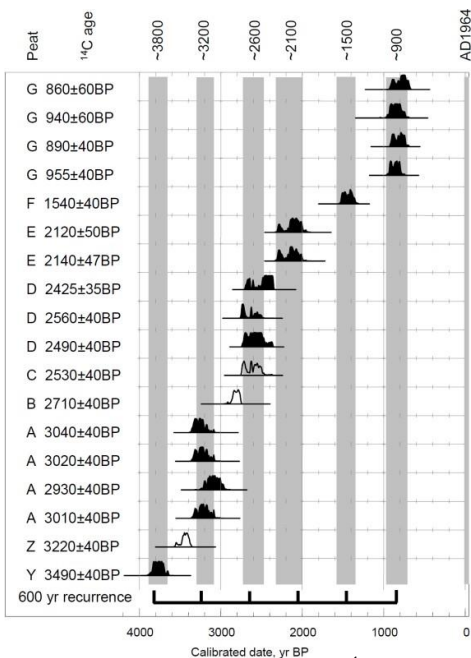 Peat
¹⁴C age
~3800
~3200
~2600
~2100
~1500
~900
AD1964
G 860±60BP
G 940±60BP
G 890±40BP
G 955±40BP
F 1540±40BP
E 2120±50BP
E 2140±47BP
D 2425±35BP
D 2560±40BP
D 2490±40BP
C 2530±40BP
B 2710±40BP
A 3040±40BP
A 3020±40BP
A 2930±40BP
A 3010±40BP
Z 3220±40BP
Y 3490±40BP
600 yr recurrence
4000 3000 2000 1000 0
Calibrated date, yr BP